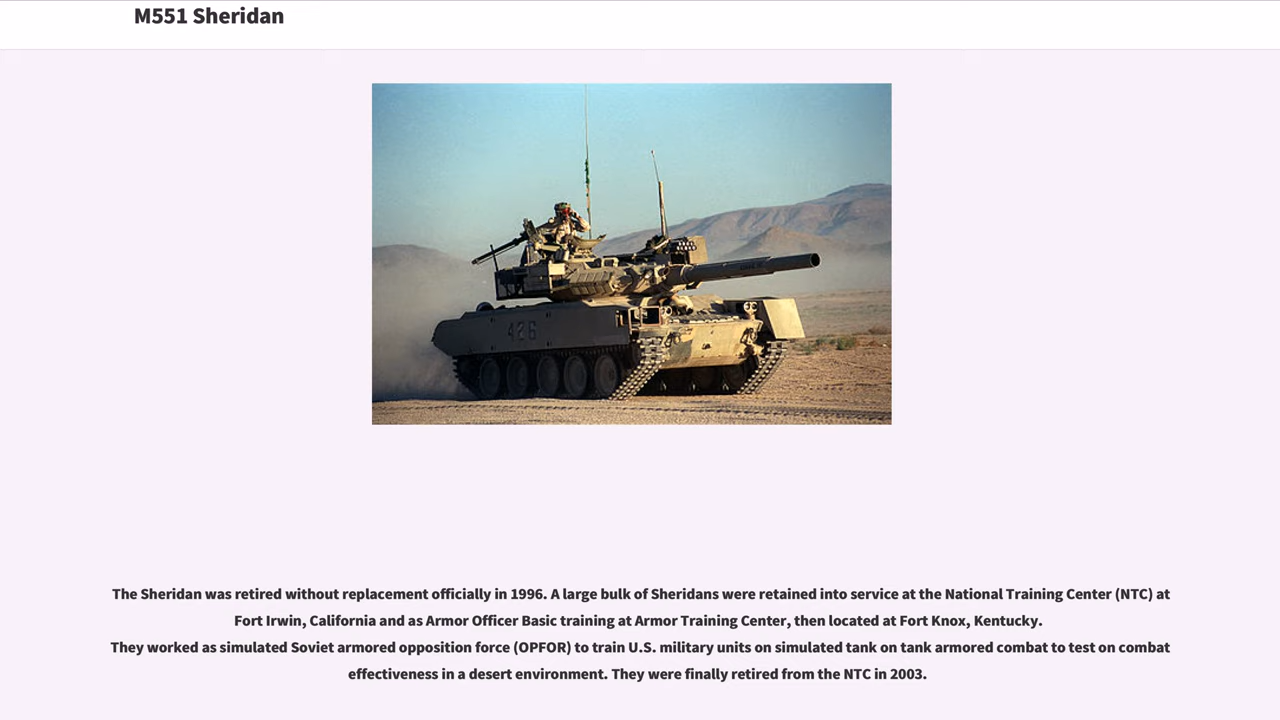 M551 Sheridan
426
The Sheridan was retired without replacement officially in 1996. A large bulk of Sheridans were retained into service at the National Training Center (NTC) at
Fort Irwin, California and as Armor Officer Basic training at Armor Training Center, then located at Fort Knox, Kentucky.
They worked as simulated Soviet armored opposition force (OPFOR) to train U.S. military units on simulated tank on tank armored combat to test on combat
effectiveness in a desert environment. They were finally retired from the NTC in 2003.